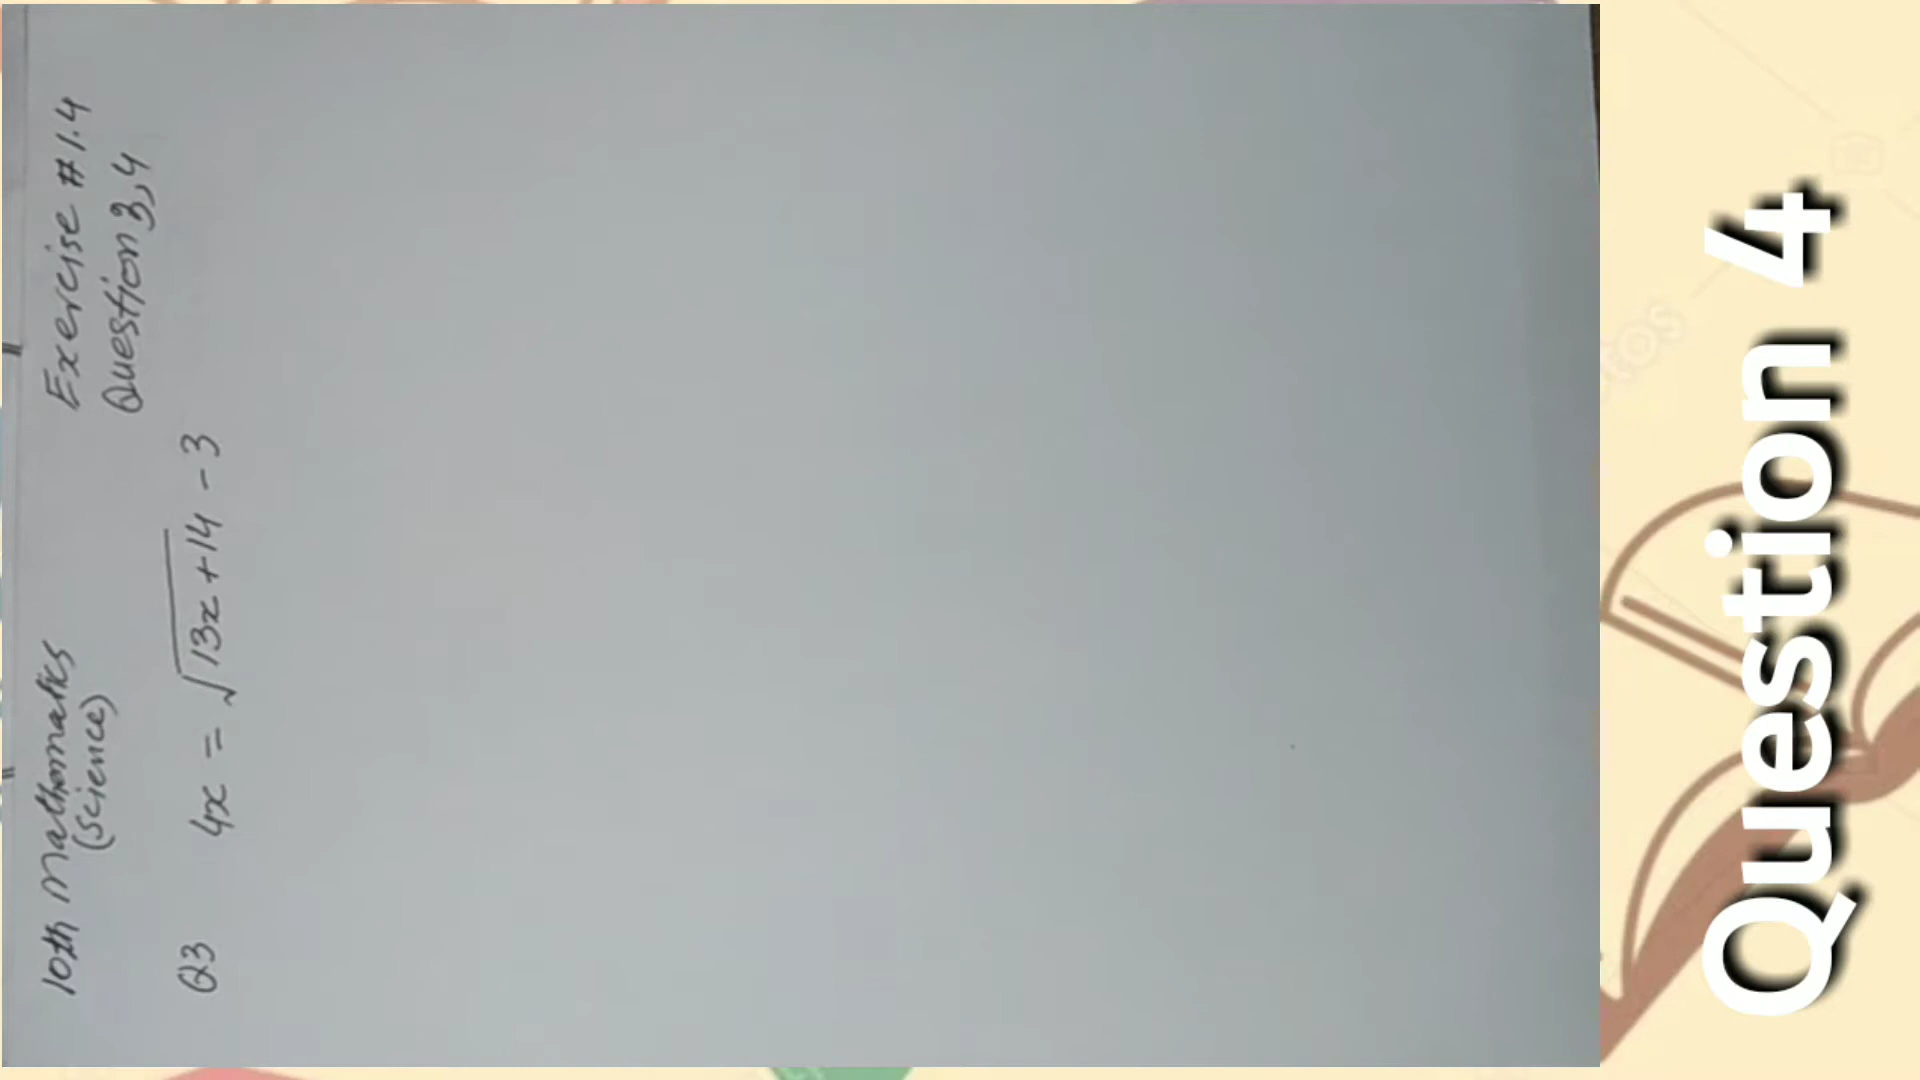 10th Mathematics
(Science)
Exercise # 1.4
Question 3,4
Q3 4x = √13x+14 - 3
Question 4